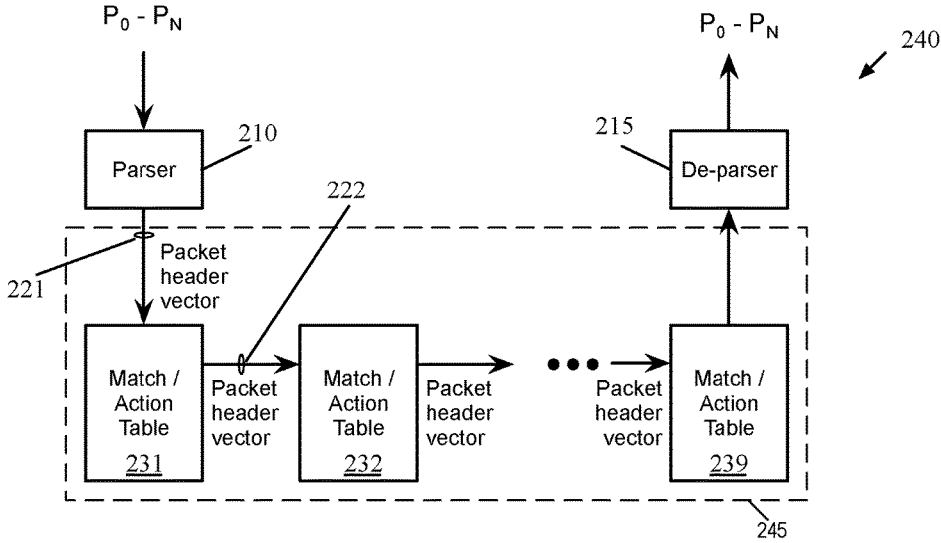 P0 - PN
P0 - PN
240
210
215
Parser
De-parser
222
221
Packet
header
vector
Match /
Action
Table
231
Packet
header
vector
Match /
Action
Table
232
Packet
header
vector
Packet
header
vector
Match /
Action
Table
239
245